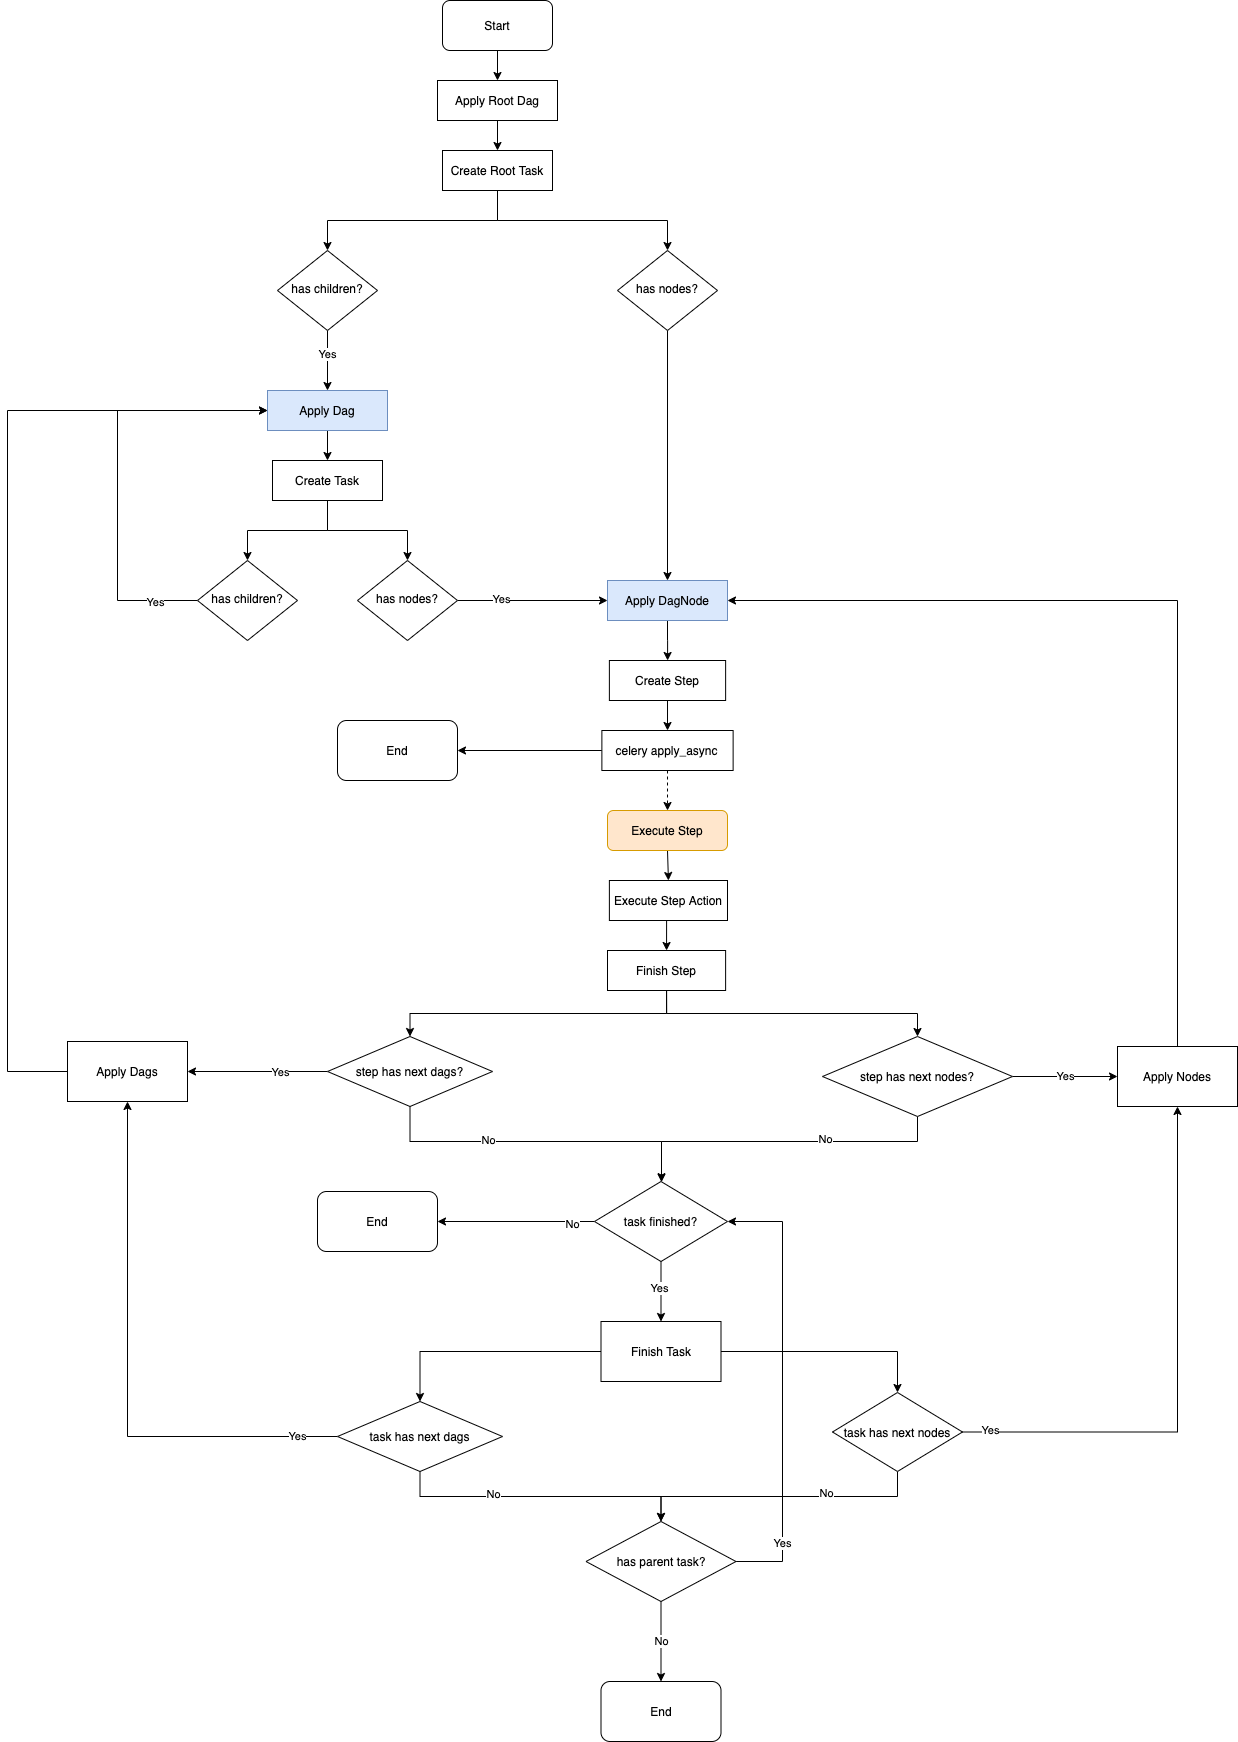 Start
Apply Root Dag
Create Root Task
has children?
has nodes?
Yes
Apply Dag
Create Task
has children?
has nodes?
Yes
Yes
Apply DagNode
Create Step
End
celery apply_async
Execute Step
Execute Step Action
Finish Step
Apply Dags
Yes
step has next dags?
step has next nodes?
Yes
Apply Nodes
No
No
End
No
task finished?
Yes
Finish Task
Yes
task has next dags
task has next nodes
Yes
No
No
Yes
has parent task?
No
End